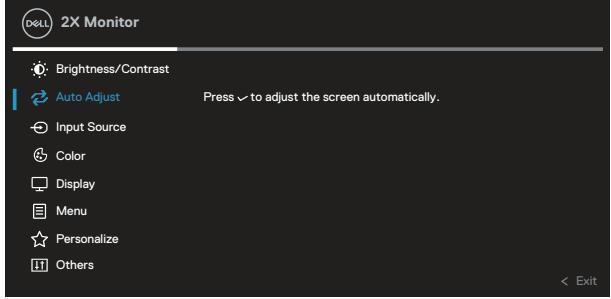 DELL 2X Monitor
Brightness/Contrast
Auto Adjust Press ✓ to adjust the screen automatically.
Input Source
Color
Display
Menu
Personalize
Others
< Exit